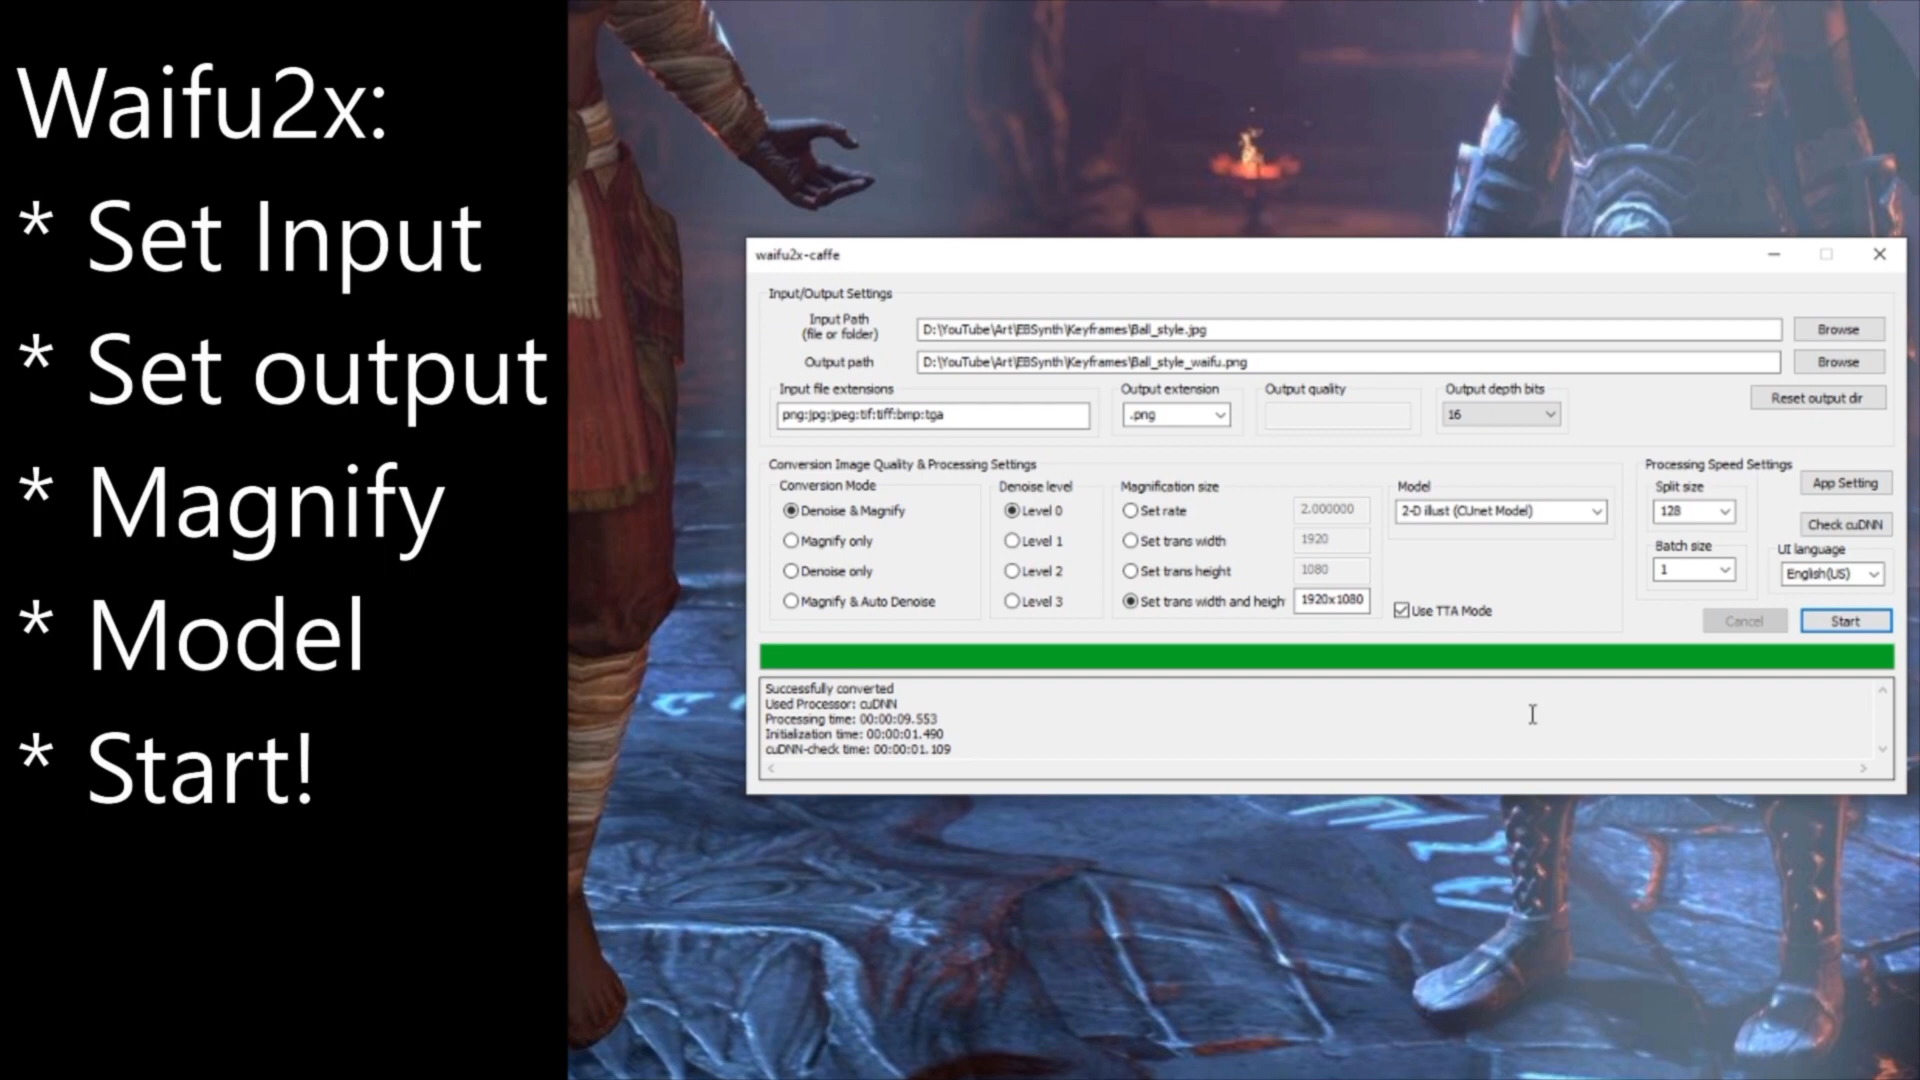 Waifu2x:
* Set Input
* Set output
* Magnify
* Model
* Start!
waifu2x-caffe
Input/Output Settings
Input Path
(file or folder)
D:\YouTube\Art\EBSynth\Keyframes\Ball_style.jpg
Browse
Output path
D:\YouTube\Art\EBSynth\Keyframes\Ball_style_waifu.png
Browse
Input file extensions
png:jpg:jpeg:tif:tiff:bmp:tga
Output extension
.png
Output quality
Output depth bits
16
Reset output dir
Conversion Image Quality & Processing Settings
Conversion Mode
Denoise & Magnify
Magnify only
Denoise only
Magnify & Auto Denoise
Denoise level
Level 0
Level 1
Level 2
Level 3
Magnification size
Set rate
2.000000
Set trans width
1920
Set trans height
1080
Set trans width and heigh
1920x1080
Model
2-D illust (CUnet Model)
Use TTA Mode
Processing Speed Settings
Split size
128
Batch size
1
App Setting
Check cuDNN
UI language
English(US)
Cancel
Start
Successfully converted
Used Processor: cuDNN
Processing time: 00:00:09.553
Initialization time: 00:00:01.490
cuDNN-check time: 00:00:01.109